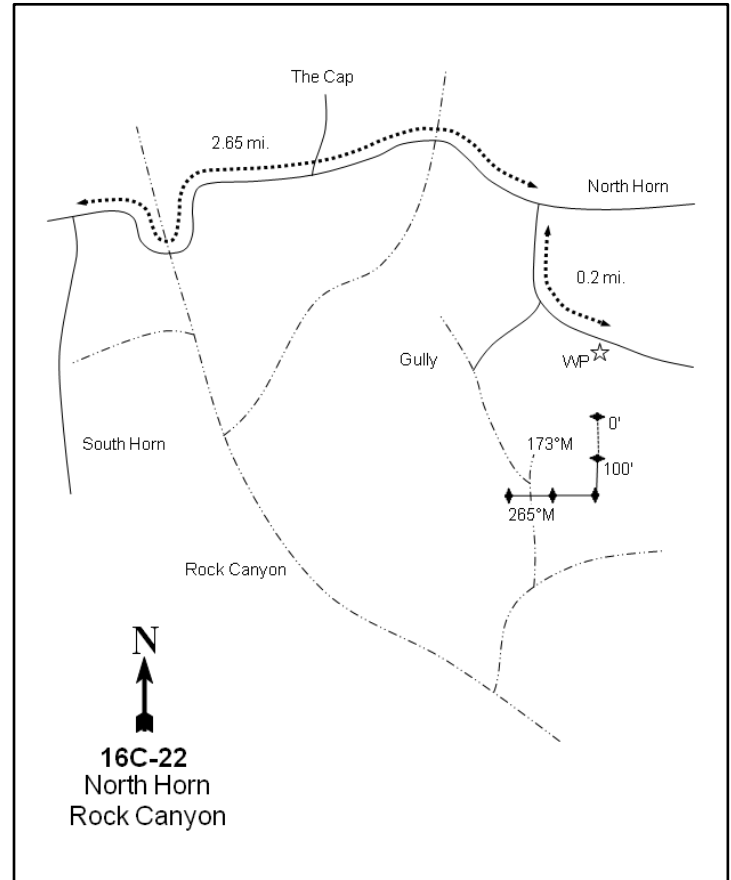 The Cap
2.65 mi.
North Horn
0.2 mi.
Gully
WP
0'
South Horn
173°M
100'
265°M
Rock Canyon
N
16C-22
North Horn
Rock Canyon